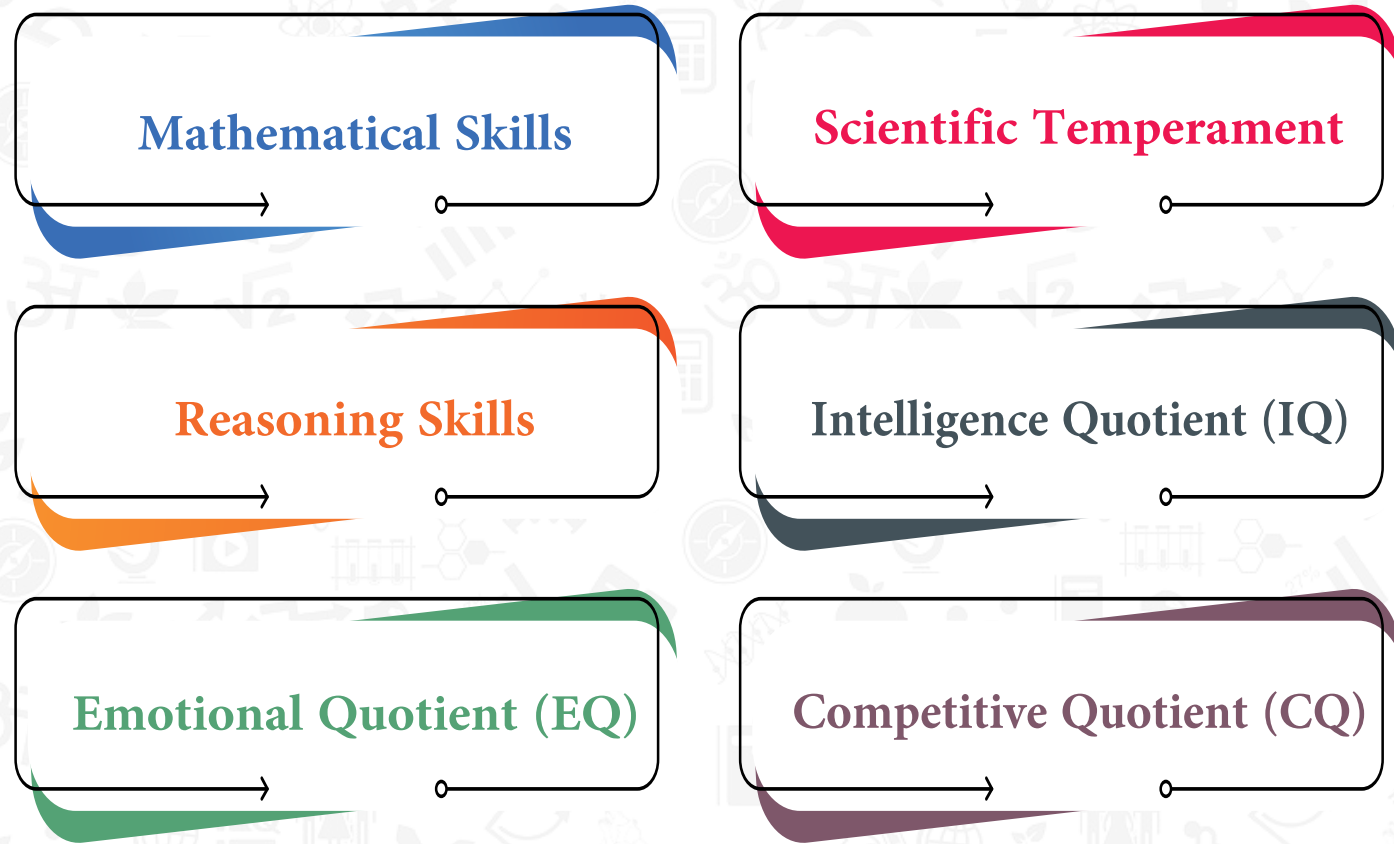 Mathematical Skills
Scientific Temperament
Reasoning Skills
Intelligence Quotient (IQ)
Emotional Quotient (EQ)
Competitive Quotient (CQ)